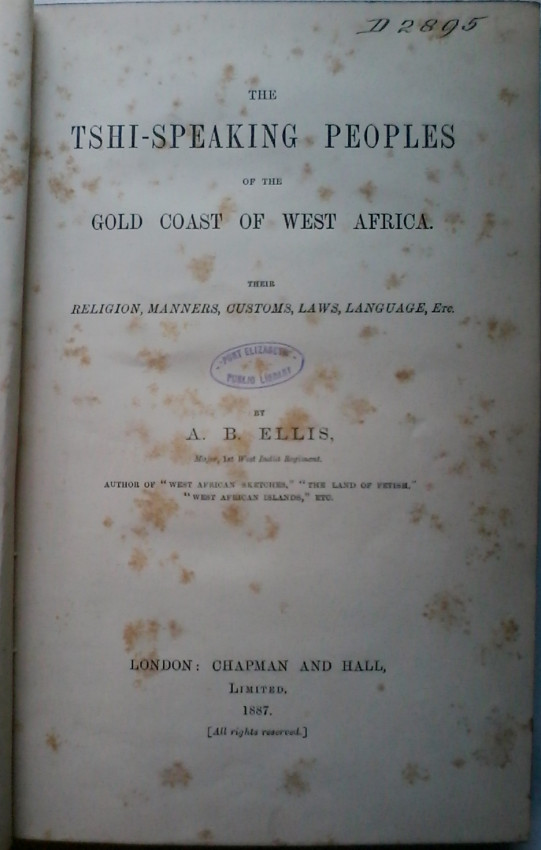 D 2895
THE
TSHI-SPEAKING PEOPLES
OF THE
GOLD COAST OF WEST AFRICA.
THEIR
RELIGION, MANNERS, CUSTOMS, LAWS, LANGUAGE, Etc.
PORT ELIZABETH
PUBLIC LIBRARY
BY
A. B. ELLIS,
Major, 1st West India Regiment.
AUTHOR OF "WEST AFRICAN SKETCHES," "THE LAND OF FETISH,"
"WEST AFRICAN ISLANDS," ETC.
LONDON: CHAPMAN AND HALL,
LIMITED.
1887.
[All rights reserved.]